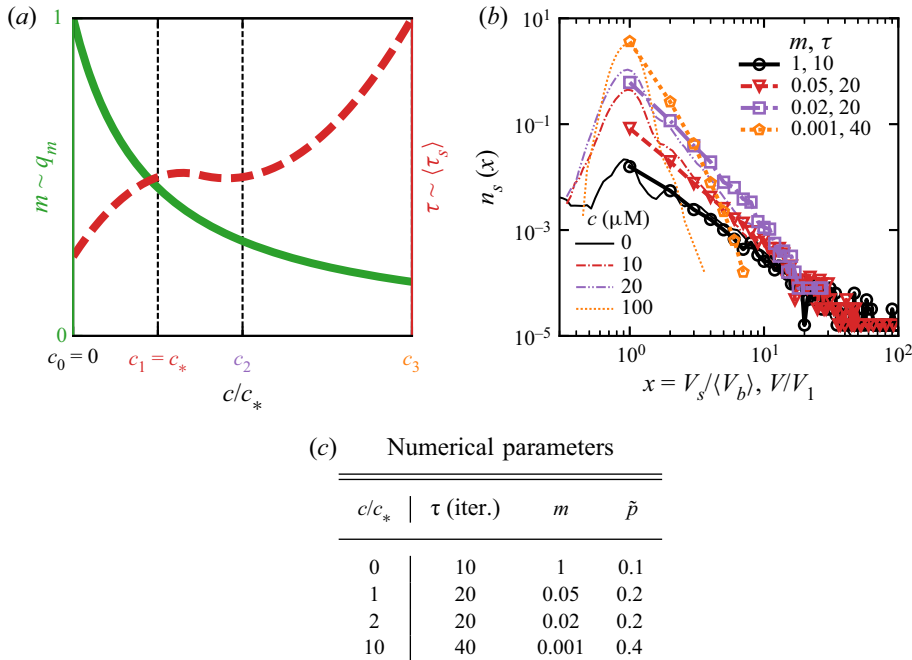 (a)
1
m ~ q_m
0
τ ~ ⟨τ⟩^s
c_0 = 0
c_1 = c_*
c_2
c_3
c/c_*
(b)
10^1
10^−1
10^−3
10^−5
n_s (x)
m, τ
1, 10
0.05, 20
0.02, 20
0.001, 40
c (μM)
0
10
20
100
10^0
10^1
10^2
x = V_s/⟨V_b⟩, V/V_1
(c) Numerical parameters
c/c_* τ (iter.) m p̃
0 10 1 0.1
1 20 0.05 0.2
2 20 0.02 0.2
10 40 0.001 0.4